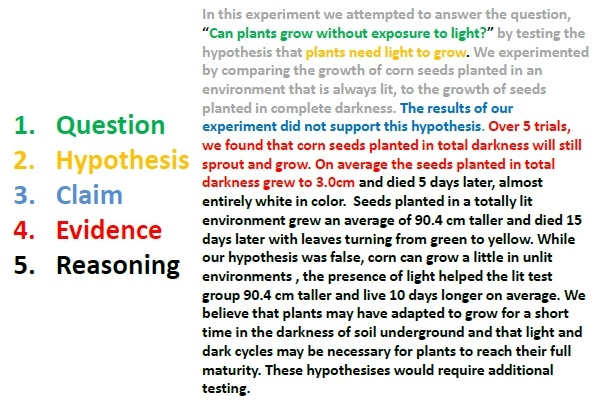 1. Question
2. Hypothesis
3. Claim
4. Evidence
5. Reasoning
In this experiment we attempted to answer the question,
“Can plants grow without exposure to light?” by testing the
hypothesis that plants need light to grow. We experimented
by comparing the growth of corn seeds planted in an
environment that is always lit, to the growth of seeds
planted in complete darkness. The results of our
experiment did not support this hypothesis. Over 5 trials,
we found that corn seeds planted in total darkness will still
sprout and grow. On average the seeds planted in total
darkness grew to 3.0cm and died 5 days later, almost
entirely white in color.  Seeds planted in a totally lit
environment grew an average of 90.4 cm taller and died 15
days later with leaves turning from green to yellow. While
our hypothesis was false, corn can grow a little in unlit
environments , the presence of light helped the lit test
group 90.4 cm taller and live 10 days longer on average. We
believe that plants may have adapted to grow for a short
time in the darkness of soil underground and that light and
dark cycles may be necessary for plants to reach their full
maturity. These hypothesises would require additional
testing.